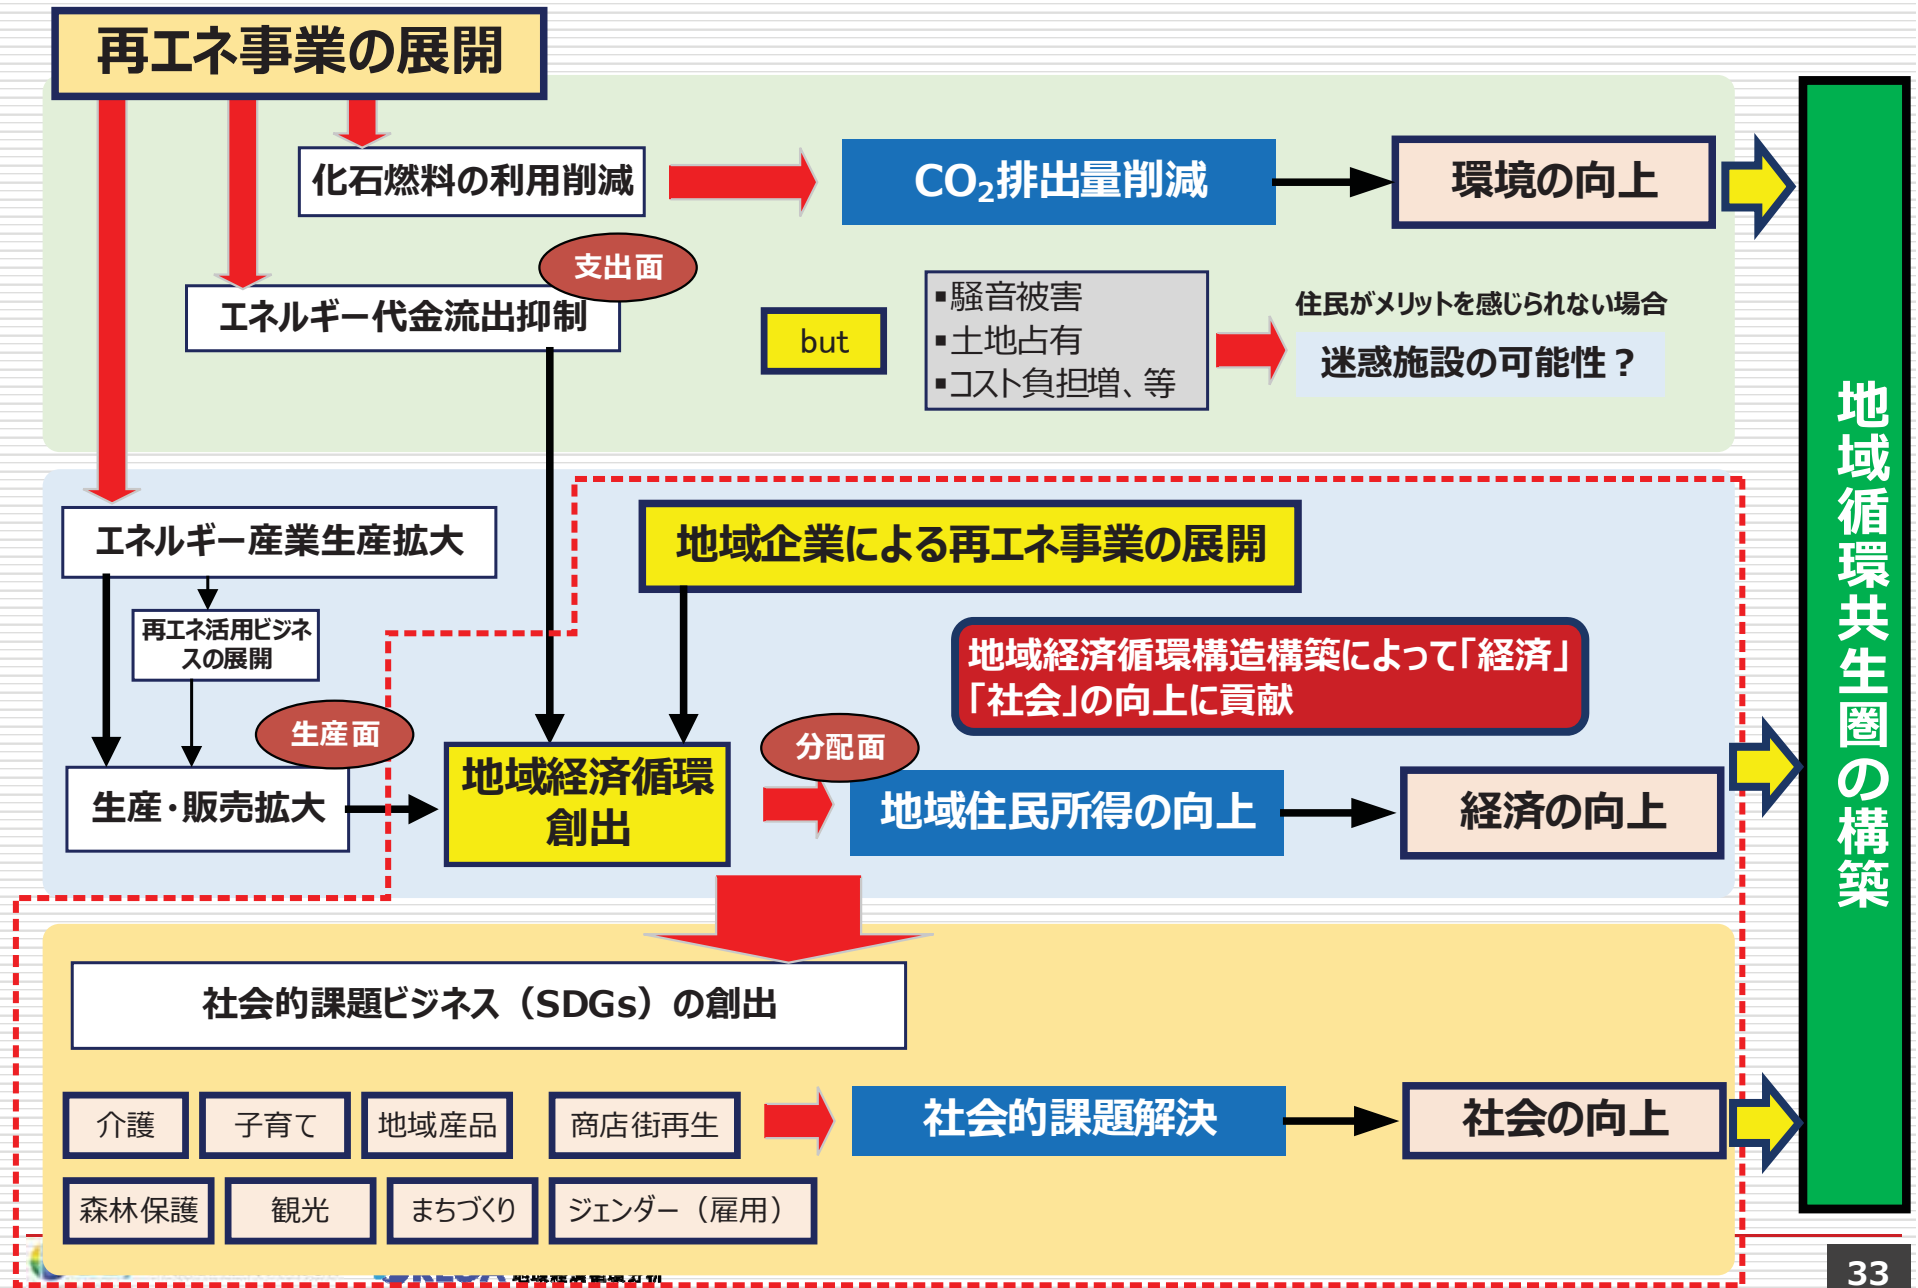 再エネ事業の展開
化石燃料の利用削減
CO₂排出量削減
環境の向上
支出面
エネルギー代金流出抑制
but
▪騒音被害
▪土地占有
▪コスト負担増、等
住民がメリットを感じられない場合
迷惑施設の可能性？
エネルギー産業生産拡大
地域企業による再エネ事業の展開
再エネ活用ビジネ
スの展開
地域経済循環構造構築によって「経済」
「社会」の向上に貢献
生産面
分配面
生産・販売拡大
地域経済循環
創出
地域住民所得の向上
経済の向上
社会的課題ビジネス（SDGs）の創出
介護
子育て
地域産品
商店街再生
社会的課題解決
社会の向上
森林保護
観光
まちづくり
ジェンダー（雇用）
地域循環共生圏の構築
地域経済循環分析
33